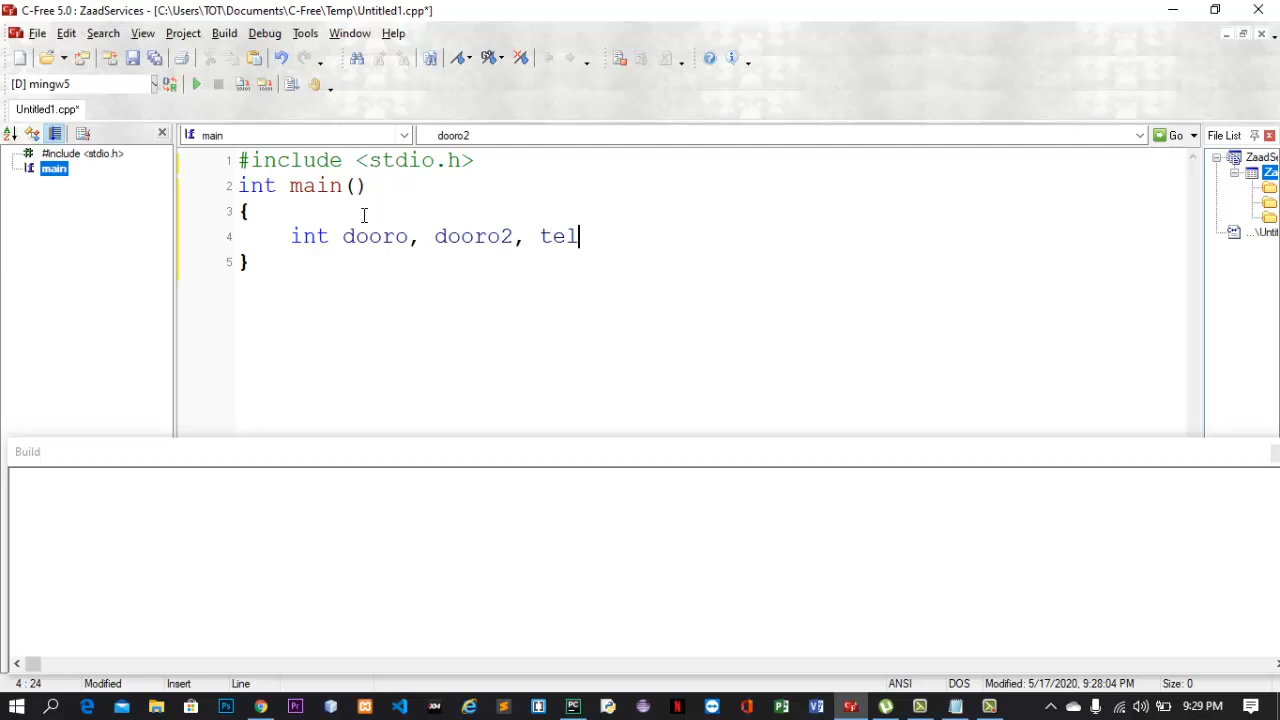 C-Free 5.0 : ZaadServices - [C:\Users\TOT\Documents\C-Free\Temp\Untitled1.cpp*]
File Edit Search View Project Build Debug Tools Window Help
[D] mingw5
Untitled1.cpp*
main dooro2 Go File List
#include <stdio.h>
main
ZaadSe
Za
...\Unti
1 #include <stdio.h>
2 int main()
3 {
4 int dooro, dooro2, tel
5 }
Build
4 : 24 Modified Insert Line ANSI DOS Modified: 5/17/2020, 9:28:04 PM Size: 0
9:29 PM